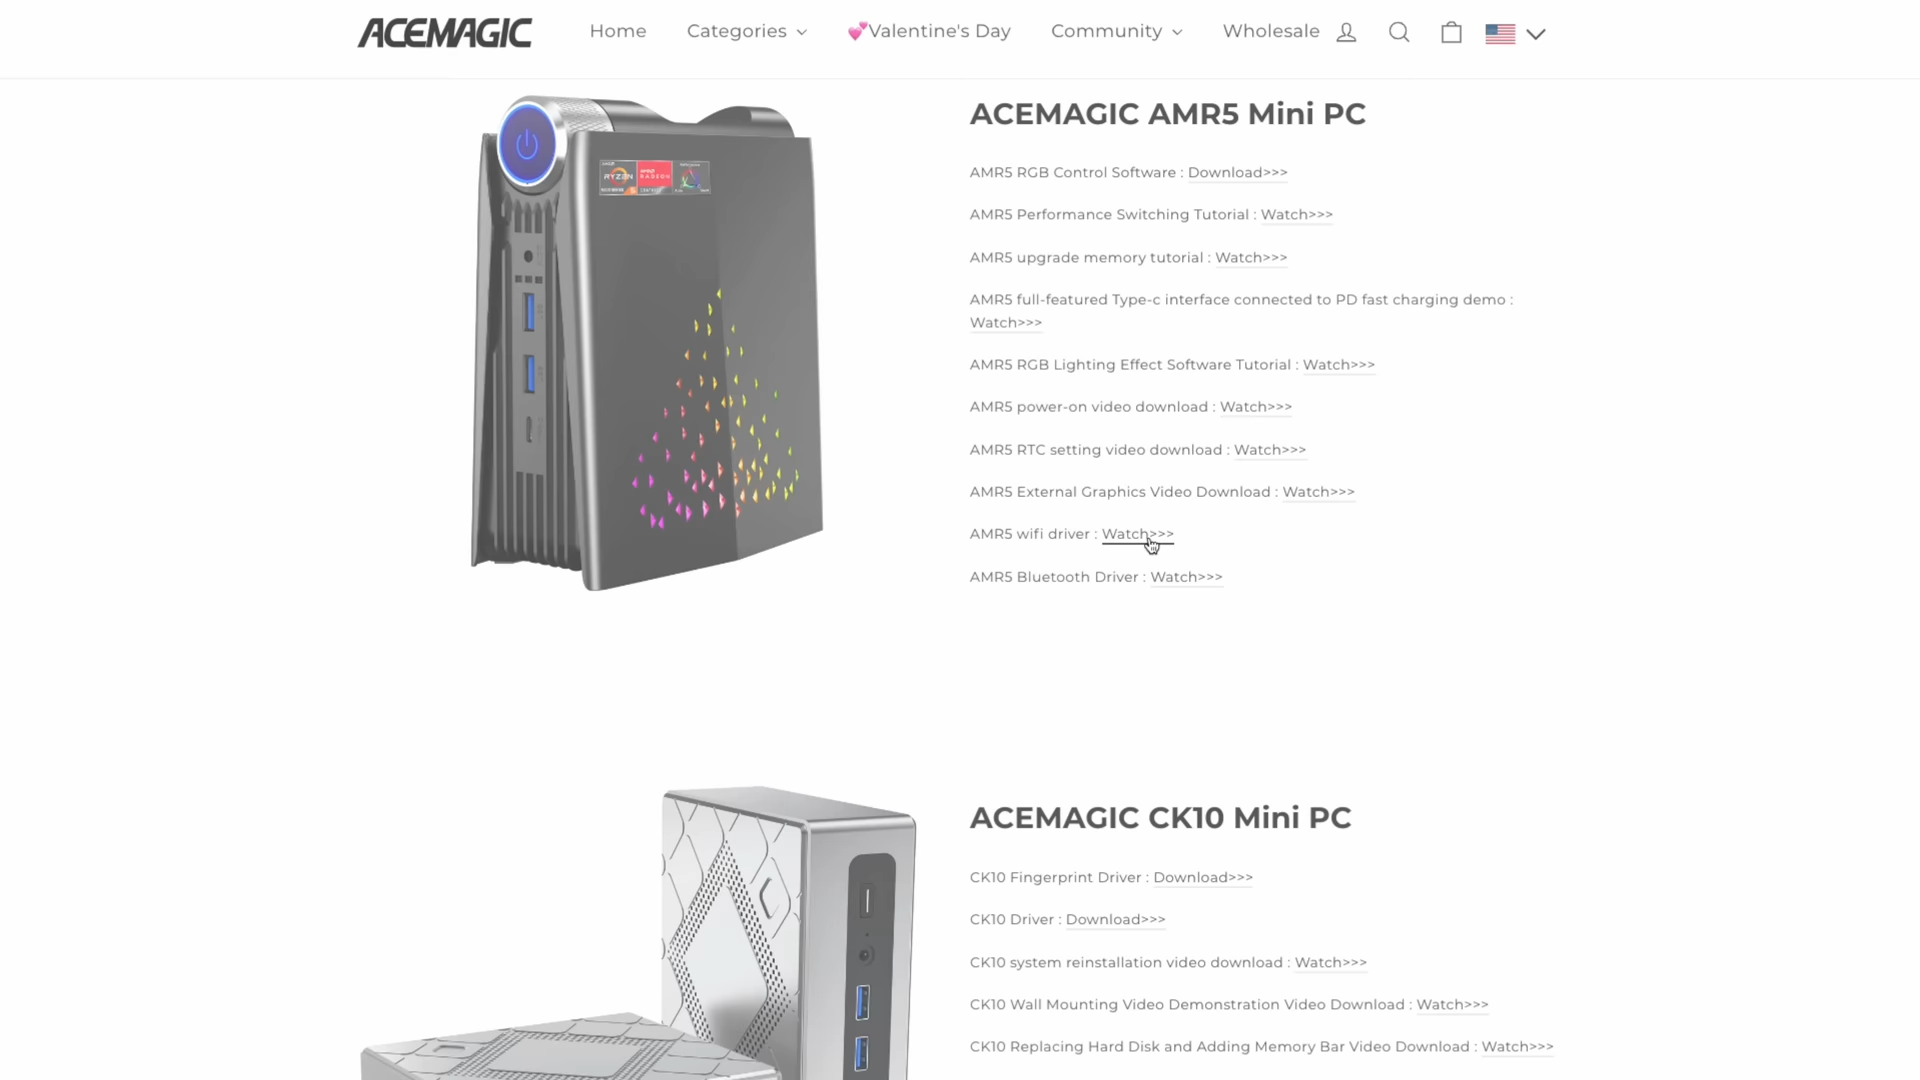 ACEMAGIC
Home
Categories
💕Valentine's Day
Community
Wholesale
RYZEN
RADEON
ACEMAGIC AMR5 Mini PC
AMR5 RGB Control Software : Download>>>
AMR5 Performance Switching Tutorial : Watch>>>
AMR5 upgrade memory tutorial : Watch>>>
AMR5 full-featured Type-c interface connected to PD fast charging demo :
Watch>>>
AMR5 RGB Lighting Effect Software Tutorial : Watch>>>
AMR5 power-on video download : Watch>>>
AMR5 RTC setting video download : Watch>>>
AMR5 External Graphics Video Download : Watch>>>
AMR5 wifi driver : Watch>>>
AMR5 Bluetooth Driver : Watch>>>
ACEMAGIC CK10 Mini PC
CK10 Fingerprint Driver : Download>>>
CK10 Driver : Download>>>
CK10 system reinstallation video download : Watch>>>
CK10 Wall Mounting Video Demonstration Video Download : Watch>>>
CK10 Replacing Hard Disk and Adding Memory Bar Video Download : Watch>>>